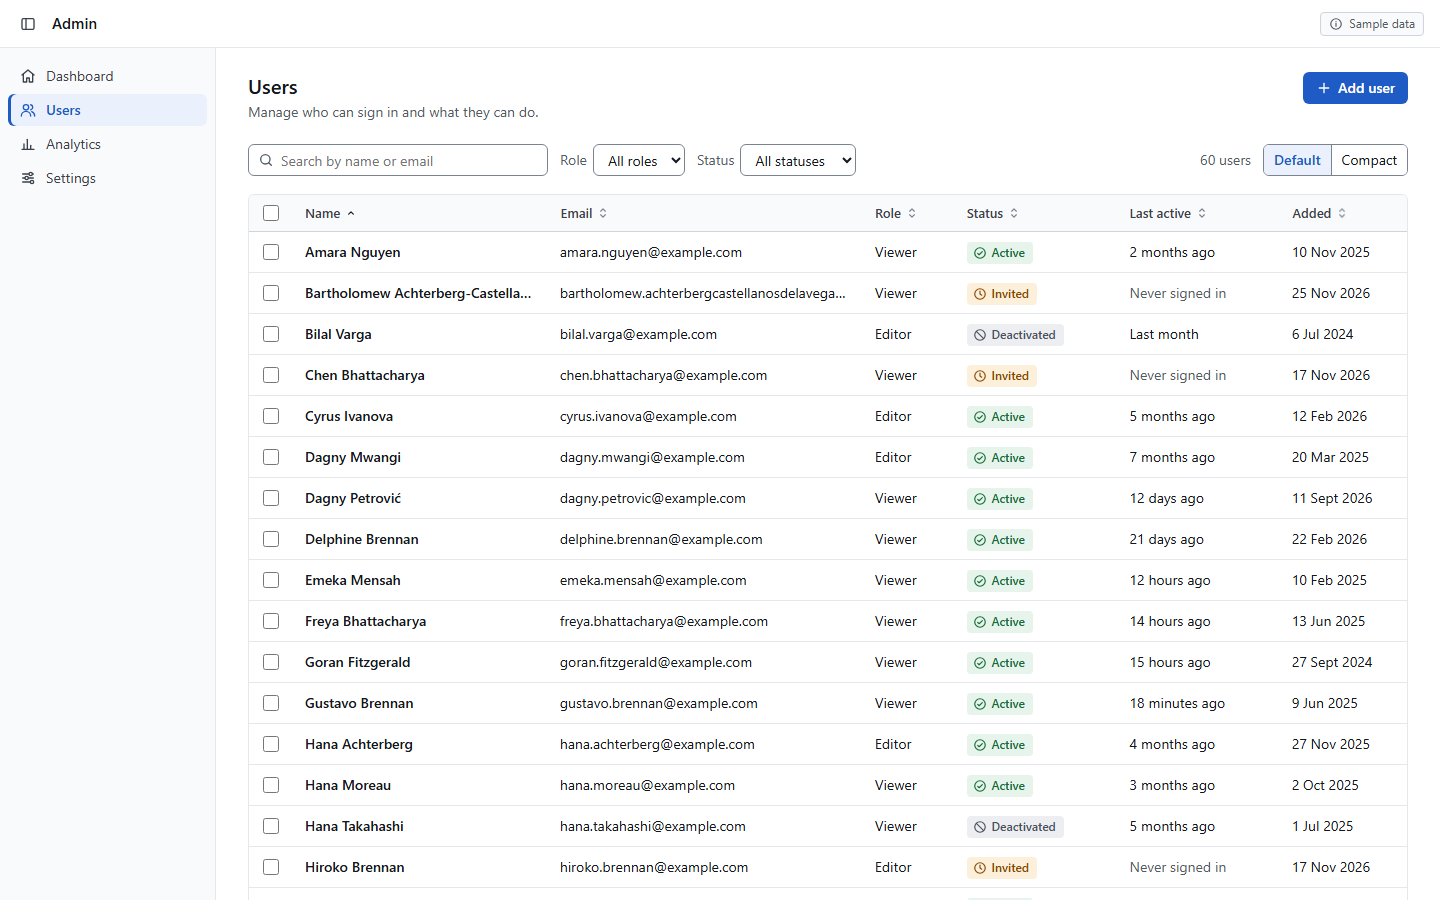 Admin
Sample data
Dashboard
Users
Analytics
Settings
Users
Manage who can sign in and what they can do.
Add user
Search by name or email Role All roles Status All statuses 60 users Default Compact
Name Email Role Status Last active Added
Amara Nguyen amara.nguyen@example.com Viewer Active 2 months ago 10 Nov 2025
Bartholomew Achterberg-Castella... bartholomew.achterbergcastellanosdelavega... Viewer Invited Never signed in 25 Nov 2026
Bilal Varga bilal.varga@example.com Editor Deactivated Last month 6 Jul 2024
Chen Bhattacharya chen.bhattacharya@example.com Viewer Invited Never signed in 17 Nov 2026
Cyrus Ivanova cyrus.ivanova@example.com Editor Active 5 months ago 12 Feb 2026
Dagny Mwangi dagny.mwangi@example.com Editor Active 7 months ago 20 Mar 2025
Dagny Petrović dagny.petrovic@example.com Viewer Active 12 days ago 11 Sept 2026
Delphine Brennan delphine.brennan@example.com Viewer Active 21 days ago 22 Feb 2026
Emeka Mensah emeka.mensah@example.com Viewer Active 12 hours ago 10 Feb 2025
Freya Bhattacharya freya.bhattacharya@example.com Viewer Active 14 hours ago 13 Jun 2025
Goran Fitzgerald goran.fitzgerald@example.com Viewer Active 15 hours ago 27 Sept 2024
Gustavo Brennan gustavo.brennan@example.com Viewer Active 18 minutes ago 9 Jun 2025
Hana Achterberg hana.achterberg@example.com Editor Active 4 months ago 27 Nov 2025
Hana Moreau hana.moreau@example.com Viewer Active 3 months ago 2 Oct 2025
Hana Takahashi hana.takahashi@example.com Viewer Deactivated 5 months ago 1 Jul 2025
Hiroko Brennan hiroko.brennan@example.com Editor Invited Never signed in 17 Nov 2026